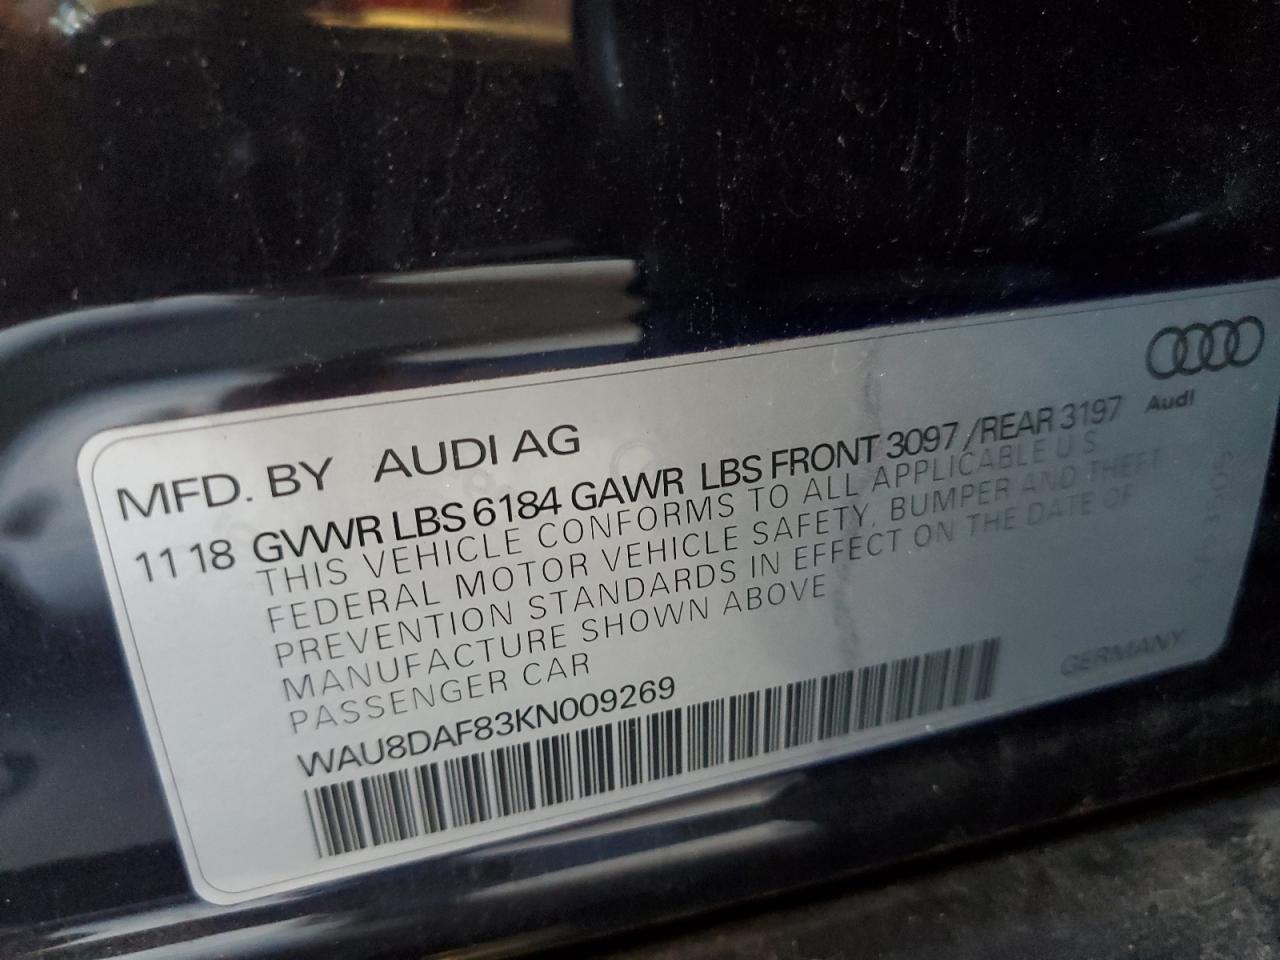 MFD. BY AUDI AG
Audi
11 18 GVWR LBS 6184 GAWR LBS FRONT 3097 /REAR 3197
THIS VEHICLE CONFORMS TO ALL APPLICABLE U S
FEDERAL MOTOR VEHICLE SAFETY, BUMPER AND THEFT
PREVENTION STANDARDS IN EFFECT ON THE DATE OF
MANUFACTURE SHOWN ABOVE
PASSENGER CAR
WAU8DAF83KN009269
GERMANY